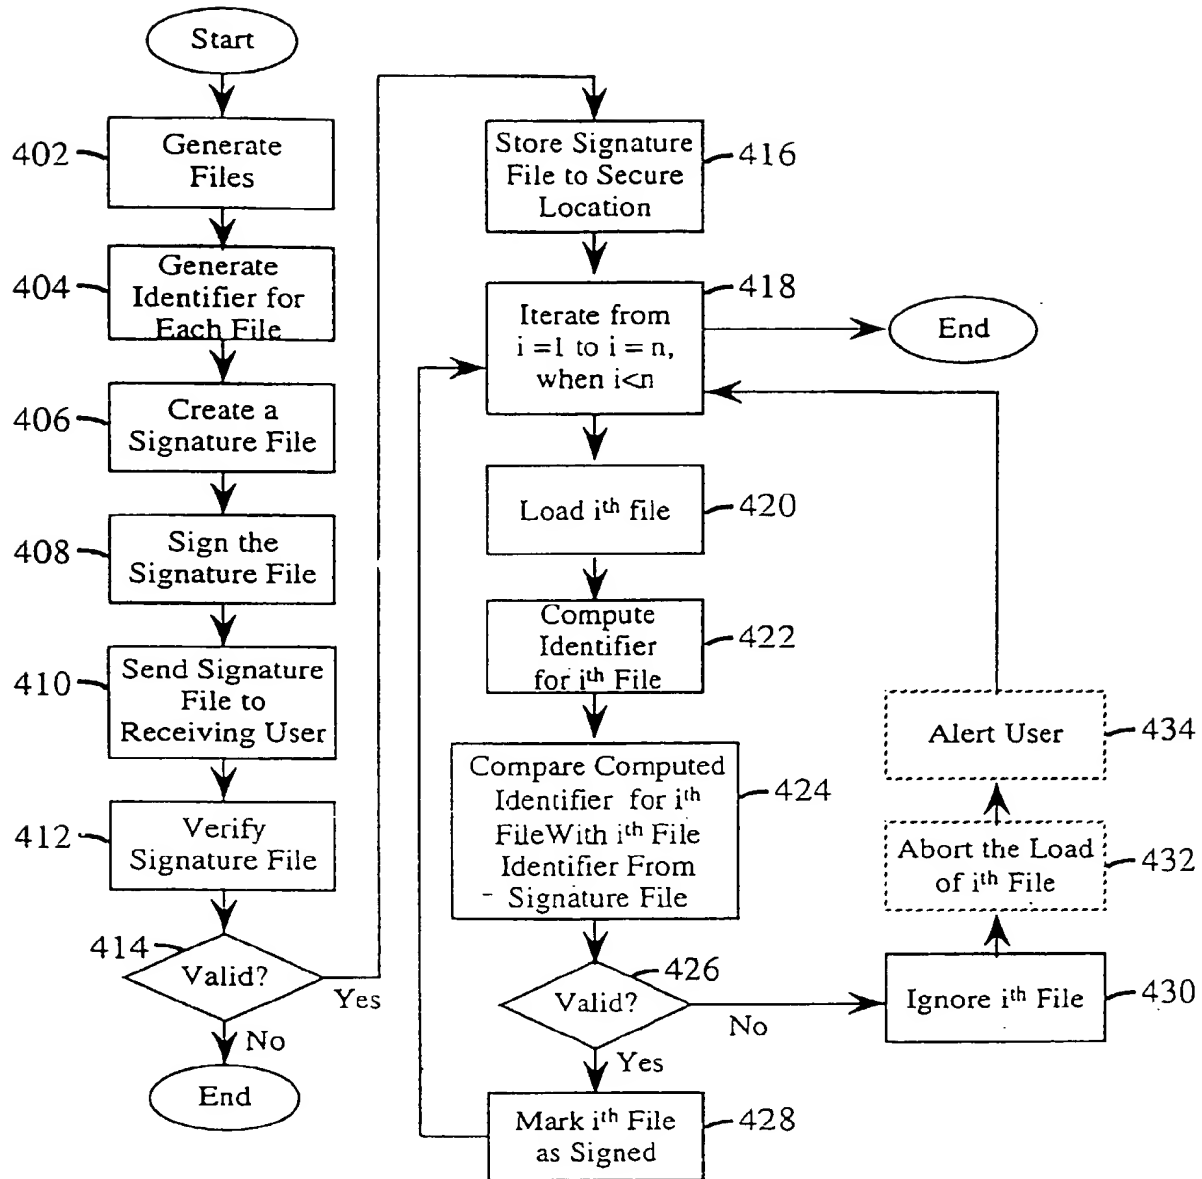 Start
402
Generate
Files
404
Generate
Identifier for
Each File
406
Create a
Signature File
408
Sign the
Signature File
410
Send Signature
File to
Receiving User
412
Verify
Signature File
414
Valid?
Yes
No
End
Store Signature
File to Secure
Location
416
Iterate from
i =1 to i = n,
when i<n
418
End
Load iᵗʰ file
420
Compute
Identifier
for iᵗʰ File
422
Compare Computed
Identifier for iᵗʰ
FileWith iᵗʰ File
Identifier From
Signature File
424
Valid?
426
No
Yes
Mark iᵗʰ File
as Signed
428
Ignore iᵗʰ File
430
Abort the Load
of iᵗʰ File
432
Alert User
434